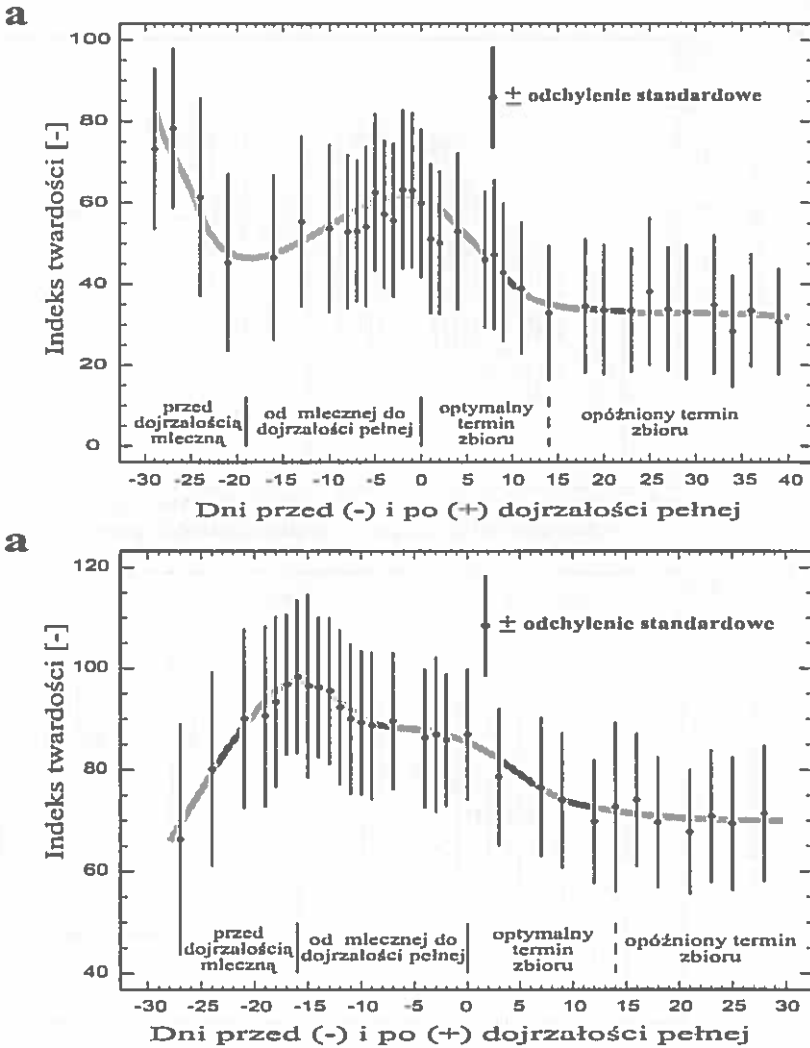 a
100
80
60
40
20
0
Indeks twardości [-]
± odchylenie standardowe
przed
dojrzałością
mleczną
od mlecznej do
dojrzałości pełnej
optymalny
termin
zbioru
opóźniony termin
zbioru
-30 -25 -20 -15 -10 -5 0 5 10 15 20 25 30 35 40
Dni przed (-) i po (+) dojrzałości pełnej
a
120
100
80
60
40
Indeks twardości [-]
± odchylenie standardowe
przed
dojrzałością
mleczną
od mlecznej do
dojrzałości pełnej
optymalny
termin
zbioru
opóźniony termin
zbioru
-30 -25 -20 -15 -10 -5 0 5 10 15 20 25 30
Dni przed (-) i po (+) dojrzałości pełnej